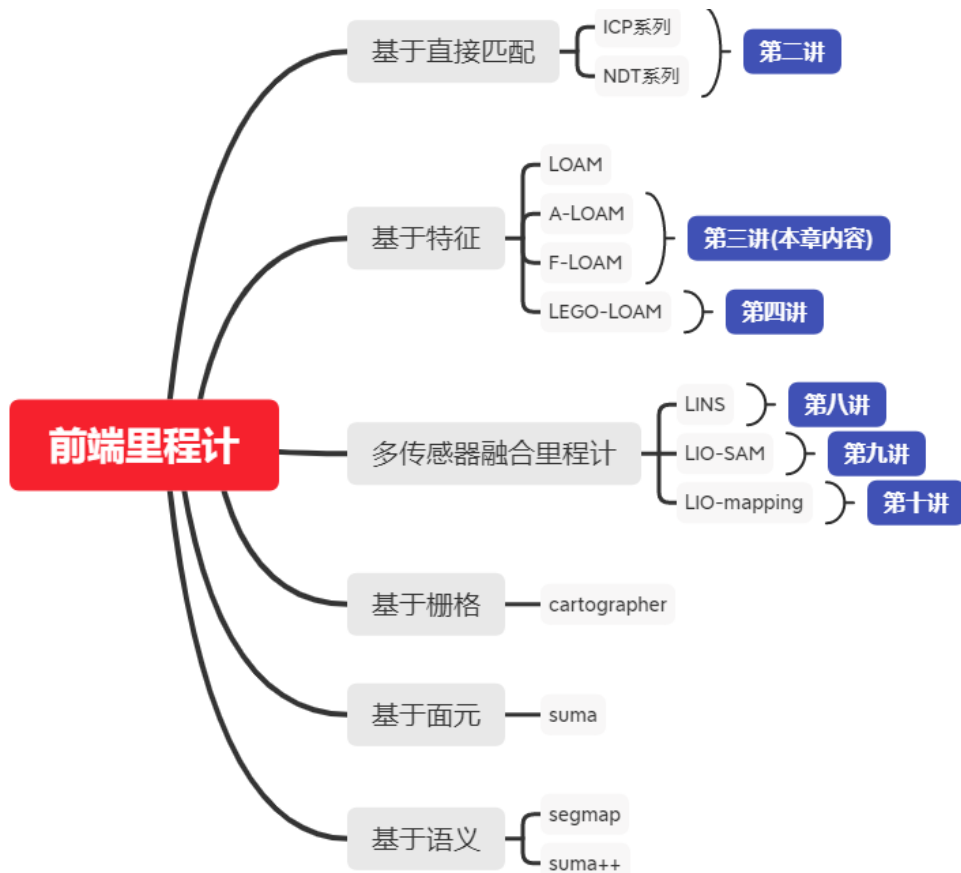 前端里程计
基于直接匹配
ICP系列
NDT系列
第二讲
基于特征
LOAM
A-LOAM
F-LOAM
第三讲(本章内容)
LEGO-LOAM
第四讲
多传感器融合里程计
LINS
第八讲
LIO-SAM
第九讲
LIO-mapping
第十讲
基于栅格
cartographer
基于面元
suma
基于语义
segmap
suma++